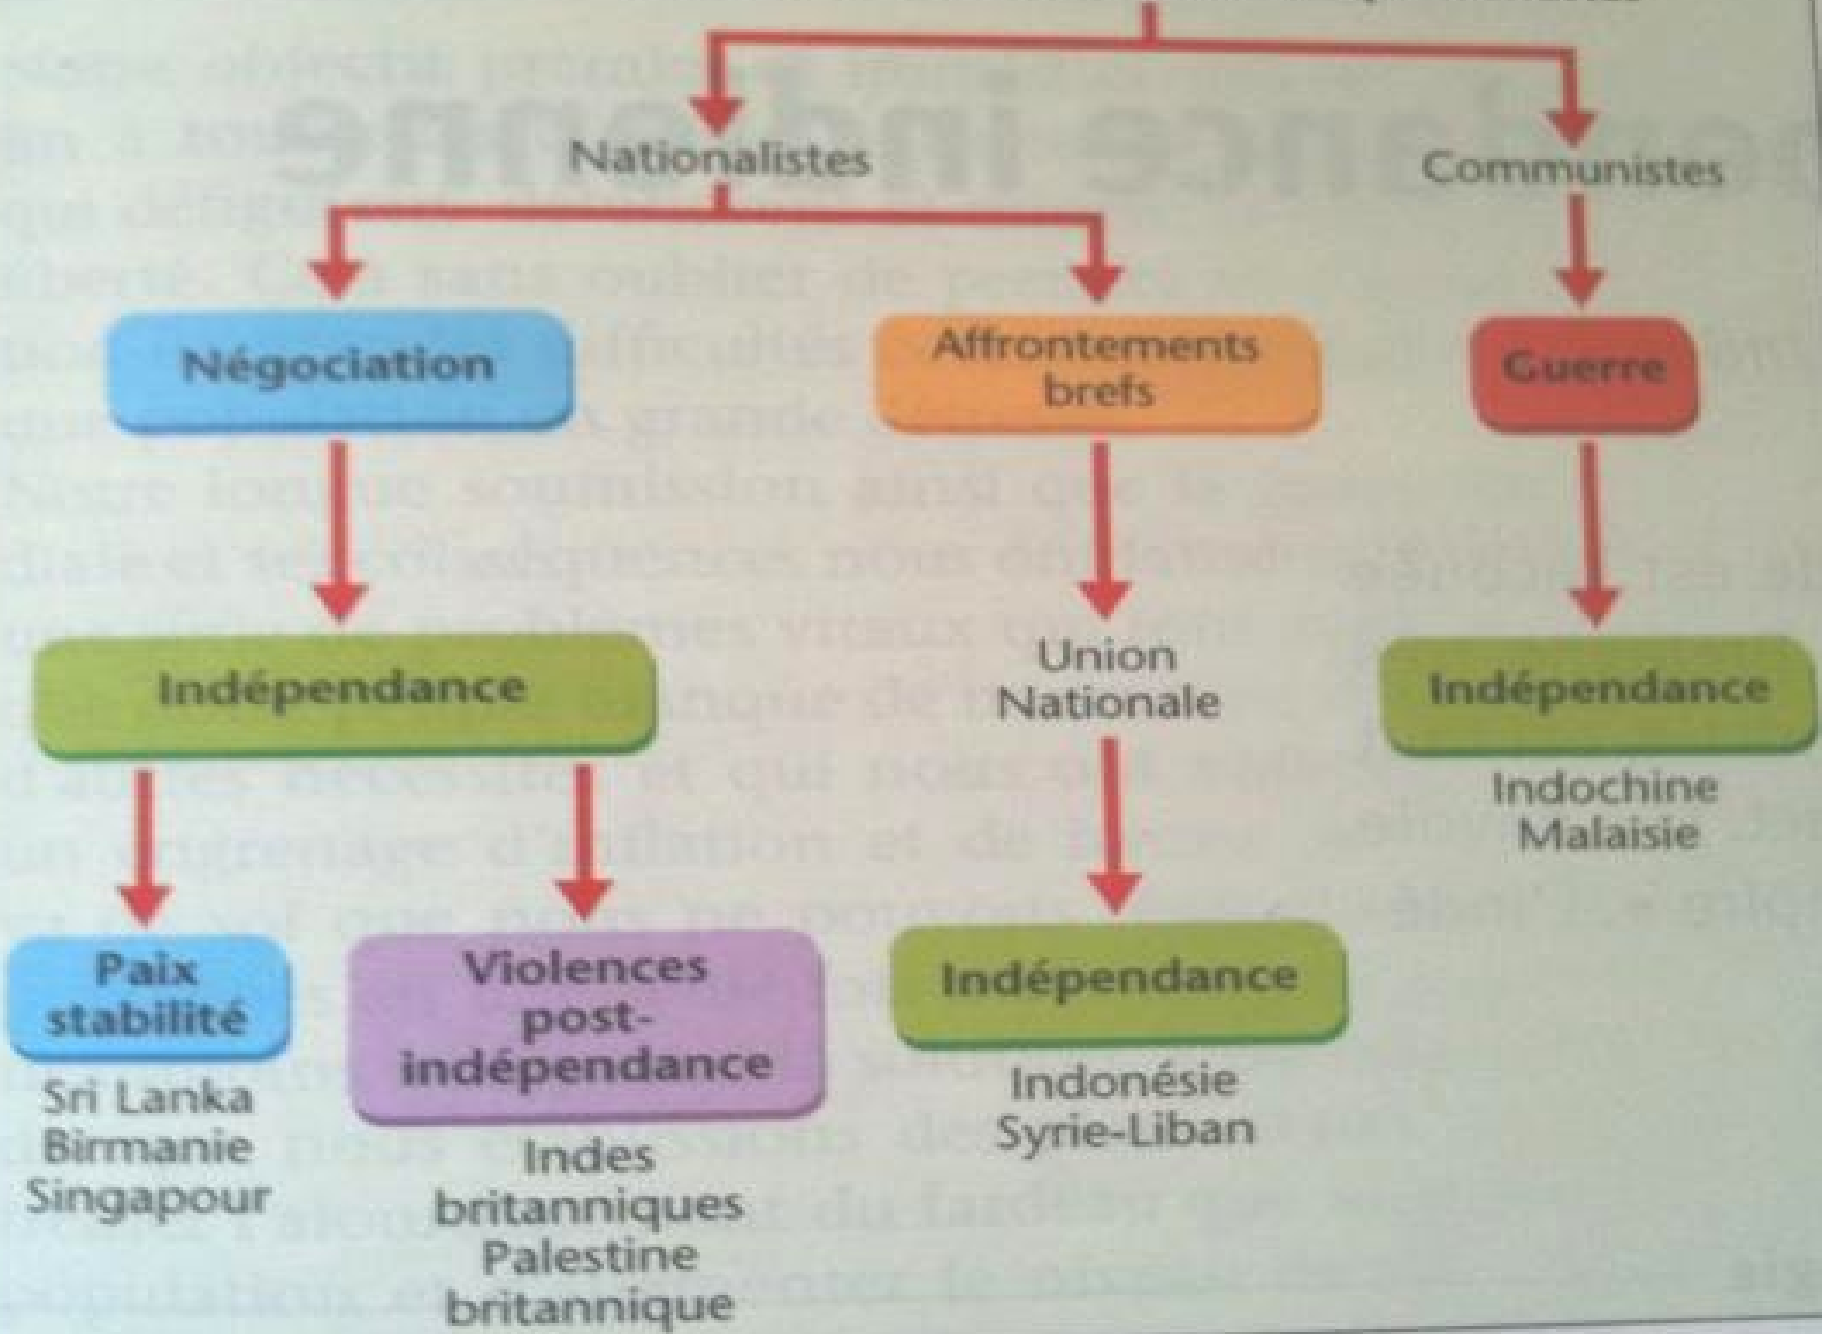 Nationalistes
Communistes
Négociation
Affrontements
brefs
Guerre
Indépendance
Union
Nationale
Indépendance
Indochine
Malaisie
Paix
stabilité
Violences
post-
indépendance
Indépendance
Sri Lanka
Birmanie
Singapour
Indes
britanniques
Palestine
britannique
Indonésie
Syrie-Liban